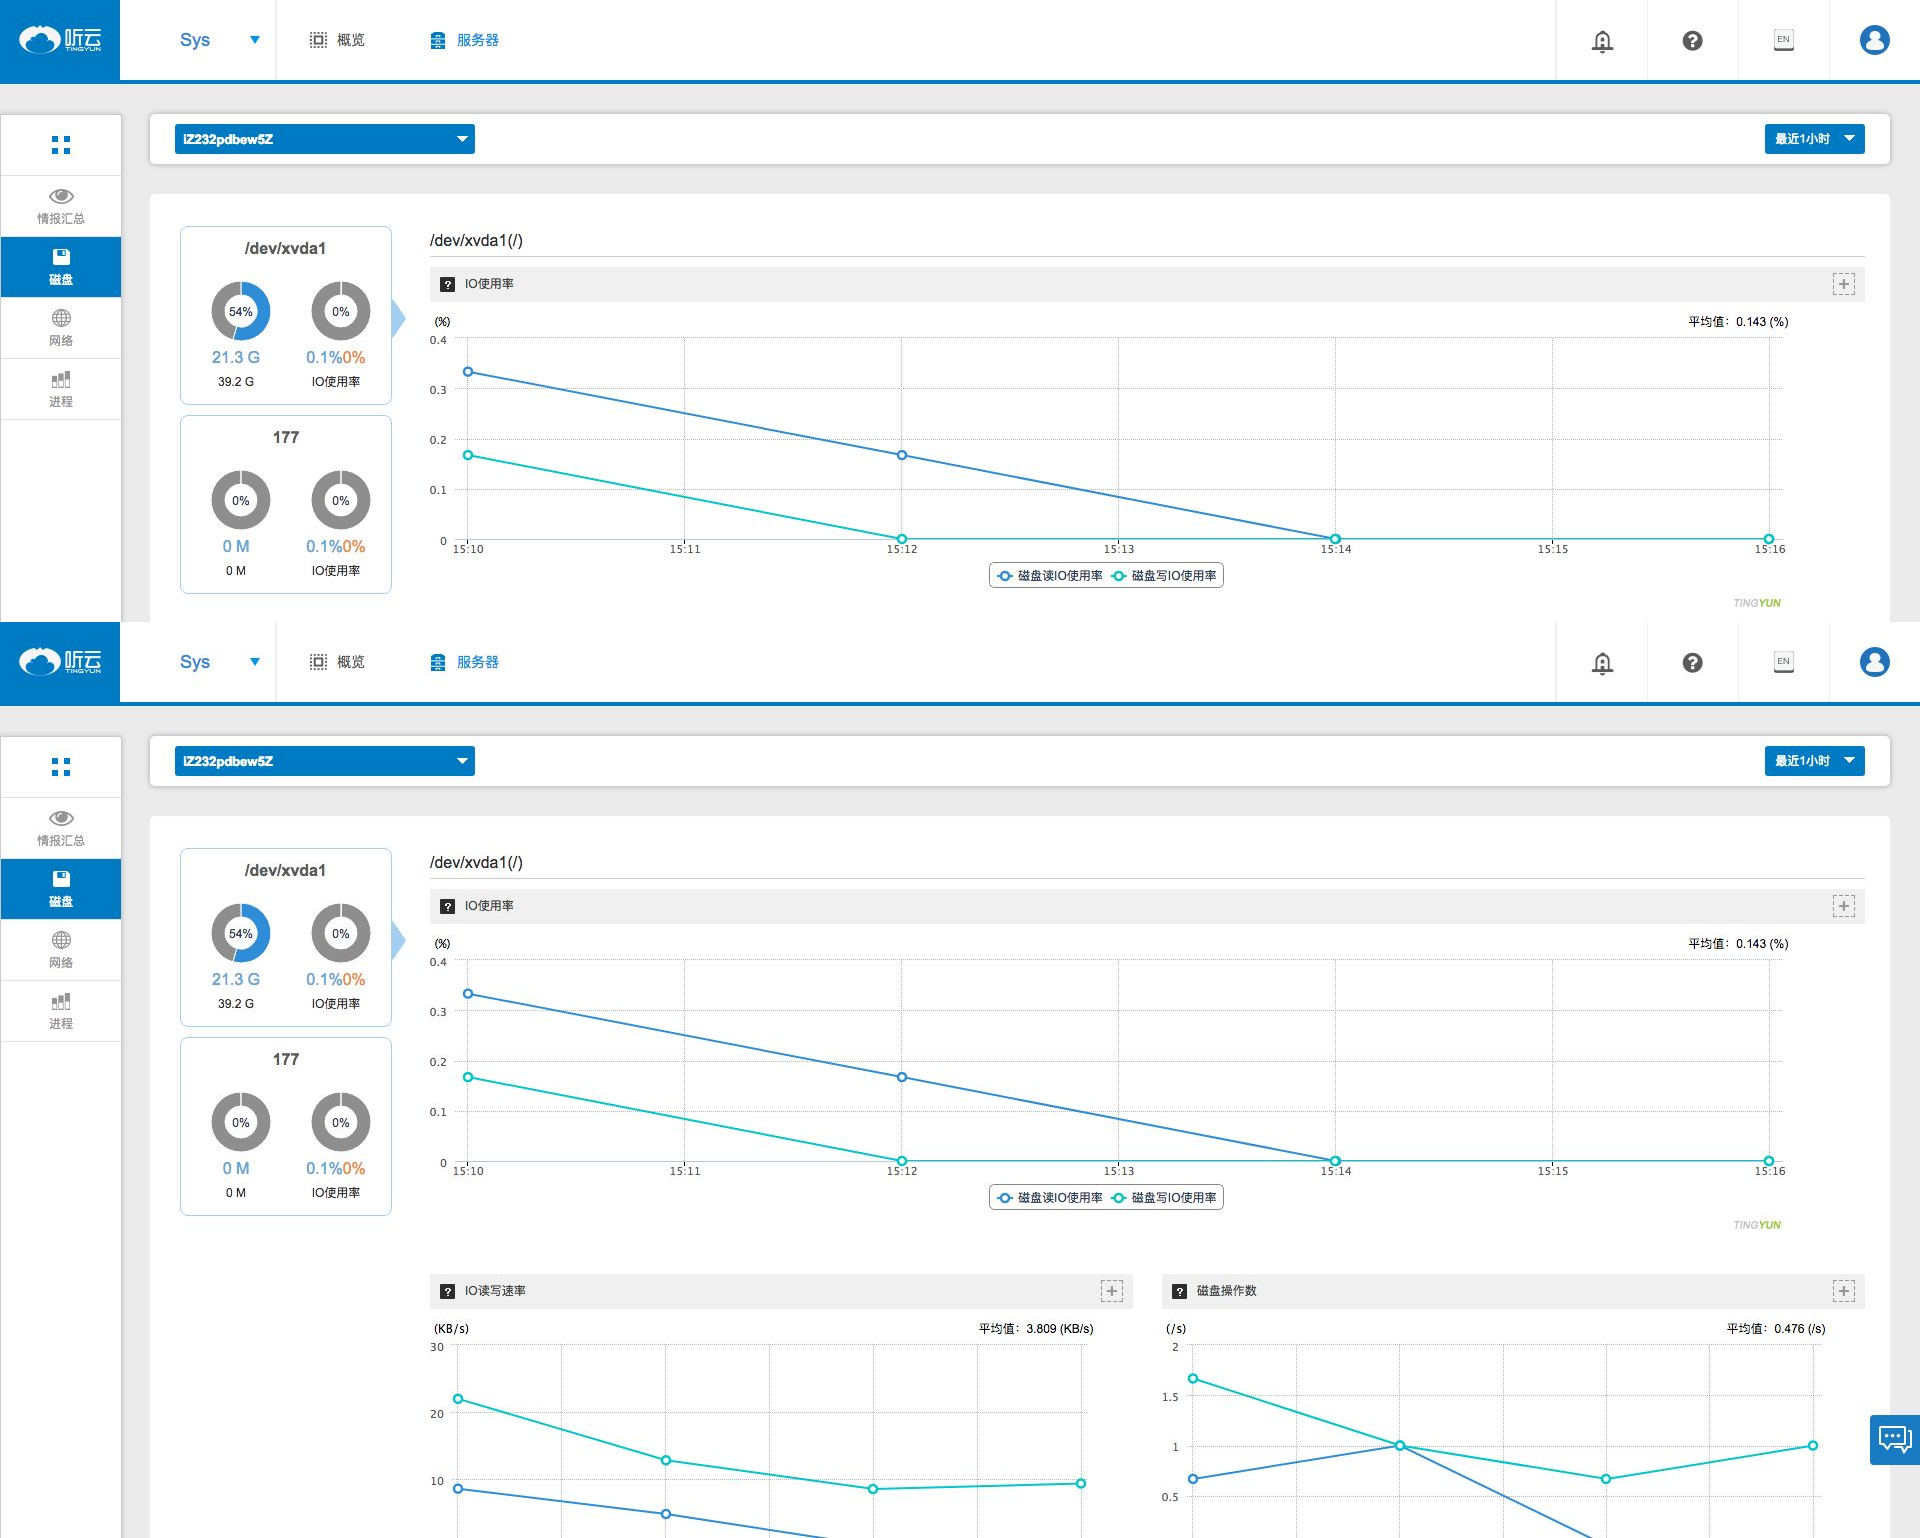 听云
TINGYUN
Sys
概览
服务器
EN
iZ232pdbew5Z
最近1小时
情报汇总
磁盘
网络
进程
/dev/xvda1
54%
0%
21.3 G
0.1%0%
39.2 G
IO使用率
177
0%
0%
0 M
0.1%0%
0 M
IO使用率
/dev/xvda1(/)
? IO使用率
(%)
平均值：0.143 (%)
0.4
0.3
0.2
0.1
0
15:10
15:11
15:12
15:13
15:14
15:15
15:16
磁盘读IO使用率 磁盘写IO使用率
TINGYUN
听云
TINGYUN
Sys
概览
服务器
EN
iZ232pdbew5Z
最近1小时
情报汇总
磁盘
网络
进程
/dev/xvda1
54%
0%
21.3 G
0.1%0%
39.2 G
IO使用率
177
0%
0%
0 M
0.1%0%
0 M
IO使用率
/dev/xvda1(/)
? IO使用率
(%)
平均值：0.143 (%)
0.4
0.3
0.2
0.1
0
15:10
15:11
15:12
15:13
15:14
15:15
15:16
磁盘读IO使用率 磁盘写IO使用率
TINGYUN
? IO读写速率
(KB/s)
平均值：3.809 (KB/s)
30
20
10
? 磁盘操作数
(/s)
平均值：0.476 (/s)
2
1.5
1
0.5